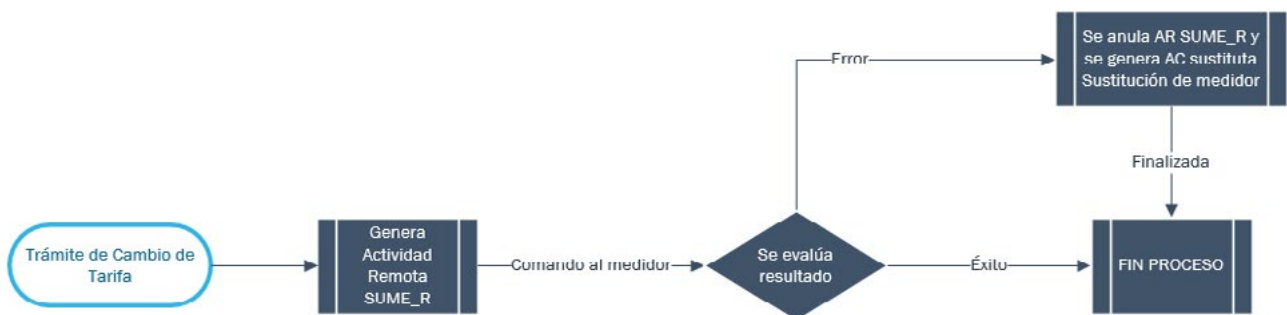 Se anula AR SUME_R y
se genera AC sustituta
Sustitución de medidor
Error
Finalizada
Trámite de Cambio de
Tarifa
Genera
Actividad
Remota
SUME_R
Comando al medidor
Se evalúa
resultado
Éxito
FIN PROCESO